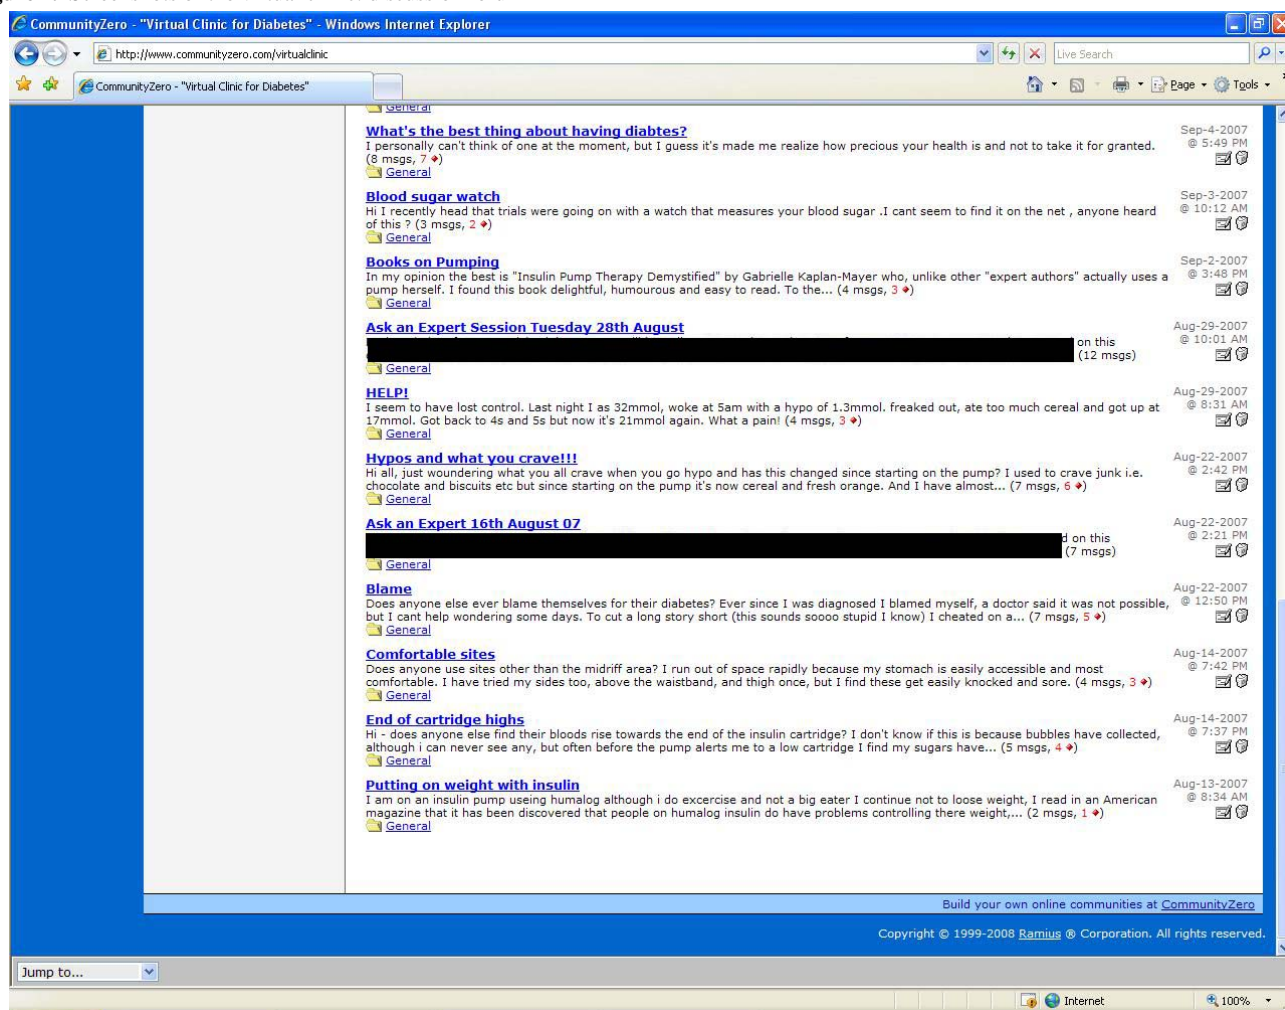 CommunityZero - "Virtual Clinic for Diabetes" - Windows Internet Explorer
http://www.communityzero.com/virtualclinic
Live Search
CommunityZero - "Virtual Clinic for Diabetes"
Page
Tools
General
What's the best thing about having diabtes?
Sep-4-2007
@ 5:49 PM
I personally can't think of one at the moment, but I guess it's made me realize how precious your health is and not to take it for granted.
(8 msgs, 7)
General
Blood sugar watch
Sep-3-2007
@ 10:12 AM
Hi I recently head that trials were going on with a watch that measures your blood sugar .I cant seem to find it on the net , anyone heard
of this ? (3 msgs, 2)
General
Books on Pumping
Sep-2-2007
@ 3:48 PM
In my opinion the best is "Insulin Pump Therapy Demystified" by Gabrielle Kaplan-Mayer who, unlike other "expert authors" actually uses a
pump herself. I found this book delightful, humourous and easy to read. To the... (4 msgs, 3)
General
Ask an Expert Session Tuesday 28th August
Aug-29-2007
@ 10:01 AM
on this
(12 msgs)
General
HELP!
Aug-29-2007
@ 8:31 AM
I seem to have lost control. Last night I as 32mmol, woke at 5am with a hypo of 1.3mmol. freaked out, ate too much cereal and got up at
17mmol. Got back to 4s and 5s but now it's 21mmol again. What a pain! (4 msgs, 3)
General
Hypos and what you crave!!!
Aug-22-2007
@ 2:42 PM
Hi all, just woundering what you all crave when you go hypo and has this changed since starting on the pump? I used to crave junk i.e.
chocolate and biscuits etc but since starting on the pump it's now cereal and fresh orange. And I have almost... (7 msgs, 6)
General
Ask an Expert 16th August 07
Aug-22-2007
@ 2:21 PM
on this
(7 msgs)
General
Blame
Aug-22-2007
@ 12:50 PM
Does anyone else ever blame themselves for their diabetes? Ever since I was diagnosed I blamed myself, a doctor said it was not possible,
but I cant help wondering some days. To cut a long story short (this sounds soooo stupid I know) I cheated on a... (7 msgs, 5)
General
Comfortable sites
Aug-14-2007
@ 7:42 PM
Does anyone use sites other than the midriff area? I run out of space rapidly because my stomach is easily accessible and most
comfortable. I have tried my sides too, above the waistband, and thigh once, but I find these get easily knocked and sore. (4 msgs, 3)
General
End of cartridge highs
Aug-14-2007
@ 7:37 PM
Hi - does anyone else find their bloods rise towards the end of the insulin cartridge? I don't know if this is because bubbles have collected,
although i can never see any, but often before the pump alerts me to a low cartridge I find my sugars have... (5 msgs, 4)
General
Putting on weight with insulin
Aug-13-2007
@ 8:34 AM
I am on an insulin pump useing humalog although i do excercise and not a big eater I continue not to loose weight, I read in an American
magazine that it has been discovered that people on humalog insulin do have problems controlling there weight,... (2 msgs, 1)
General
Build your own online communities at CommunityZero
Copyright © 1999-2008 Ramius ® Corporation. All rights reserved.
Jump to...
Internet
100%